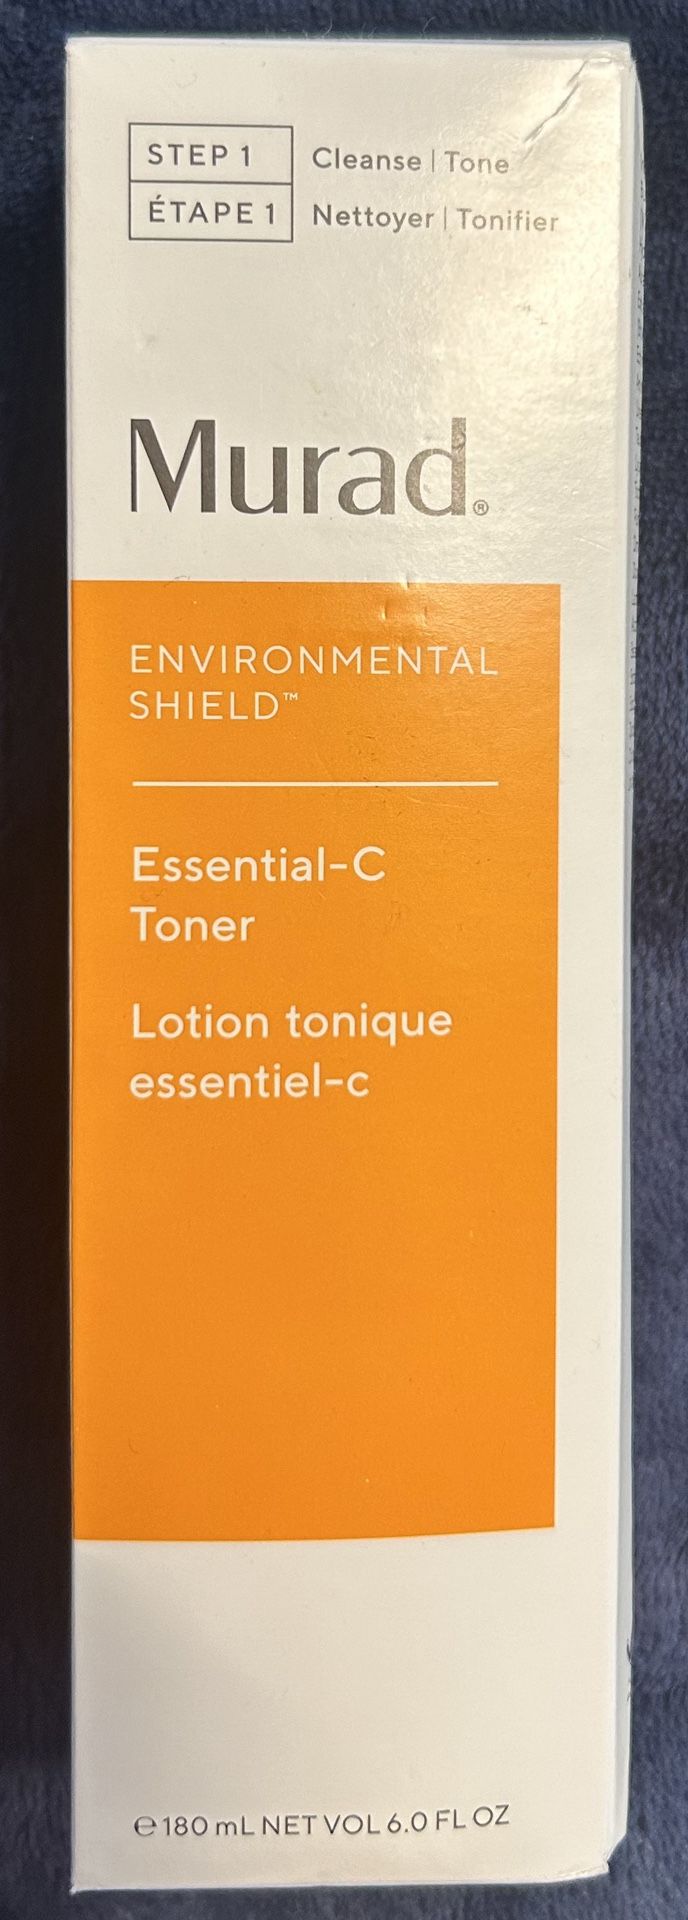 STEP 1 Cleanse | Tone
ÉTAPE 1 Nettoyer | Tonifier
Murad®
ENVIRONMENTAL
SHIELD™
Essential-C
Toner
Lotion tonique
essentiel-c
℮ 180 mL NET VOL 6.0 FL OZ